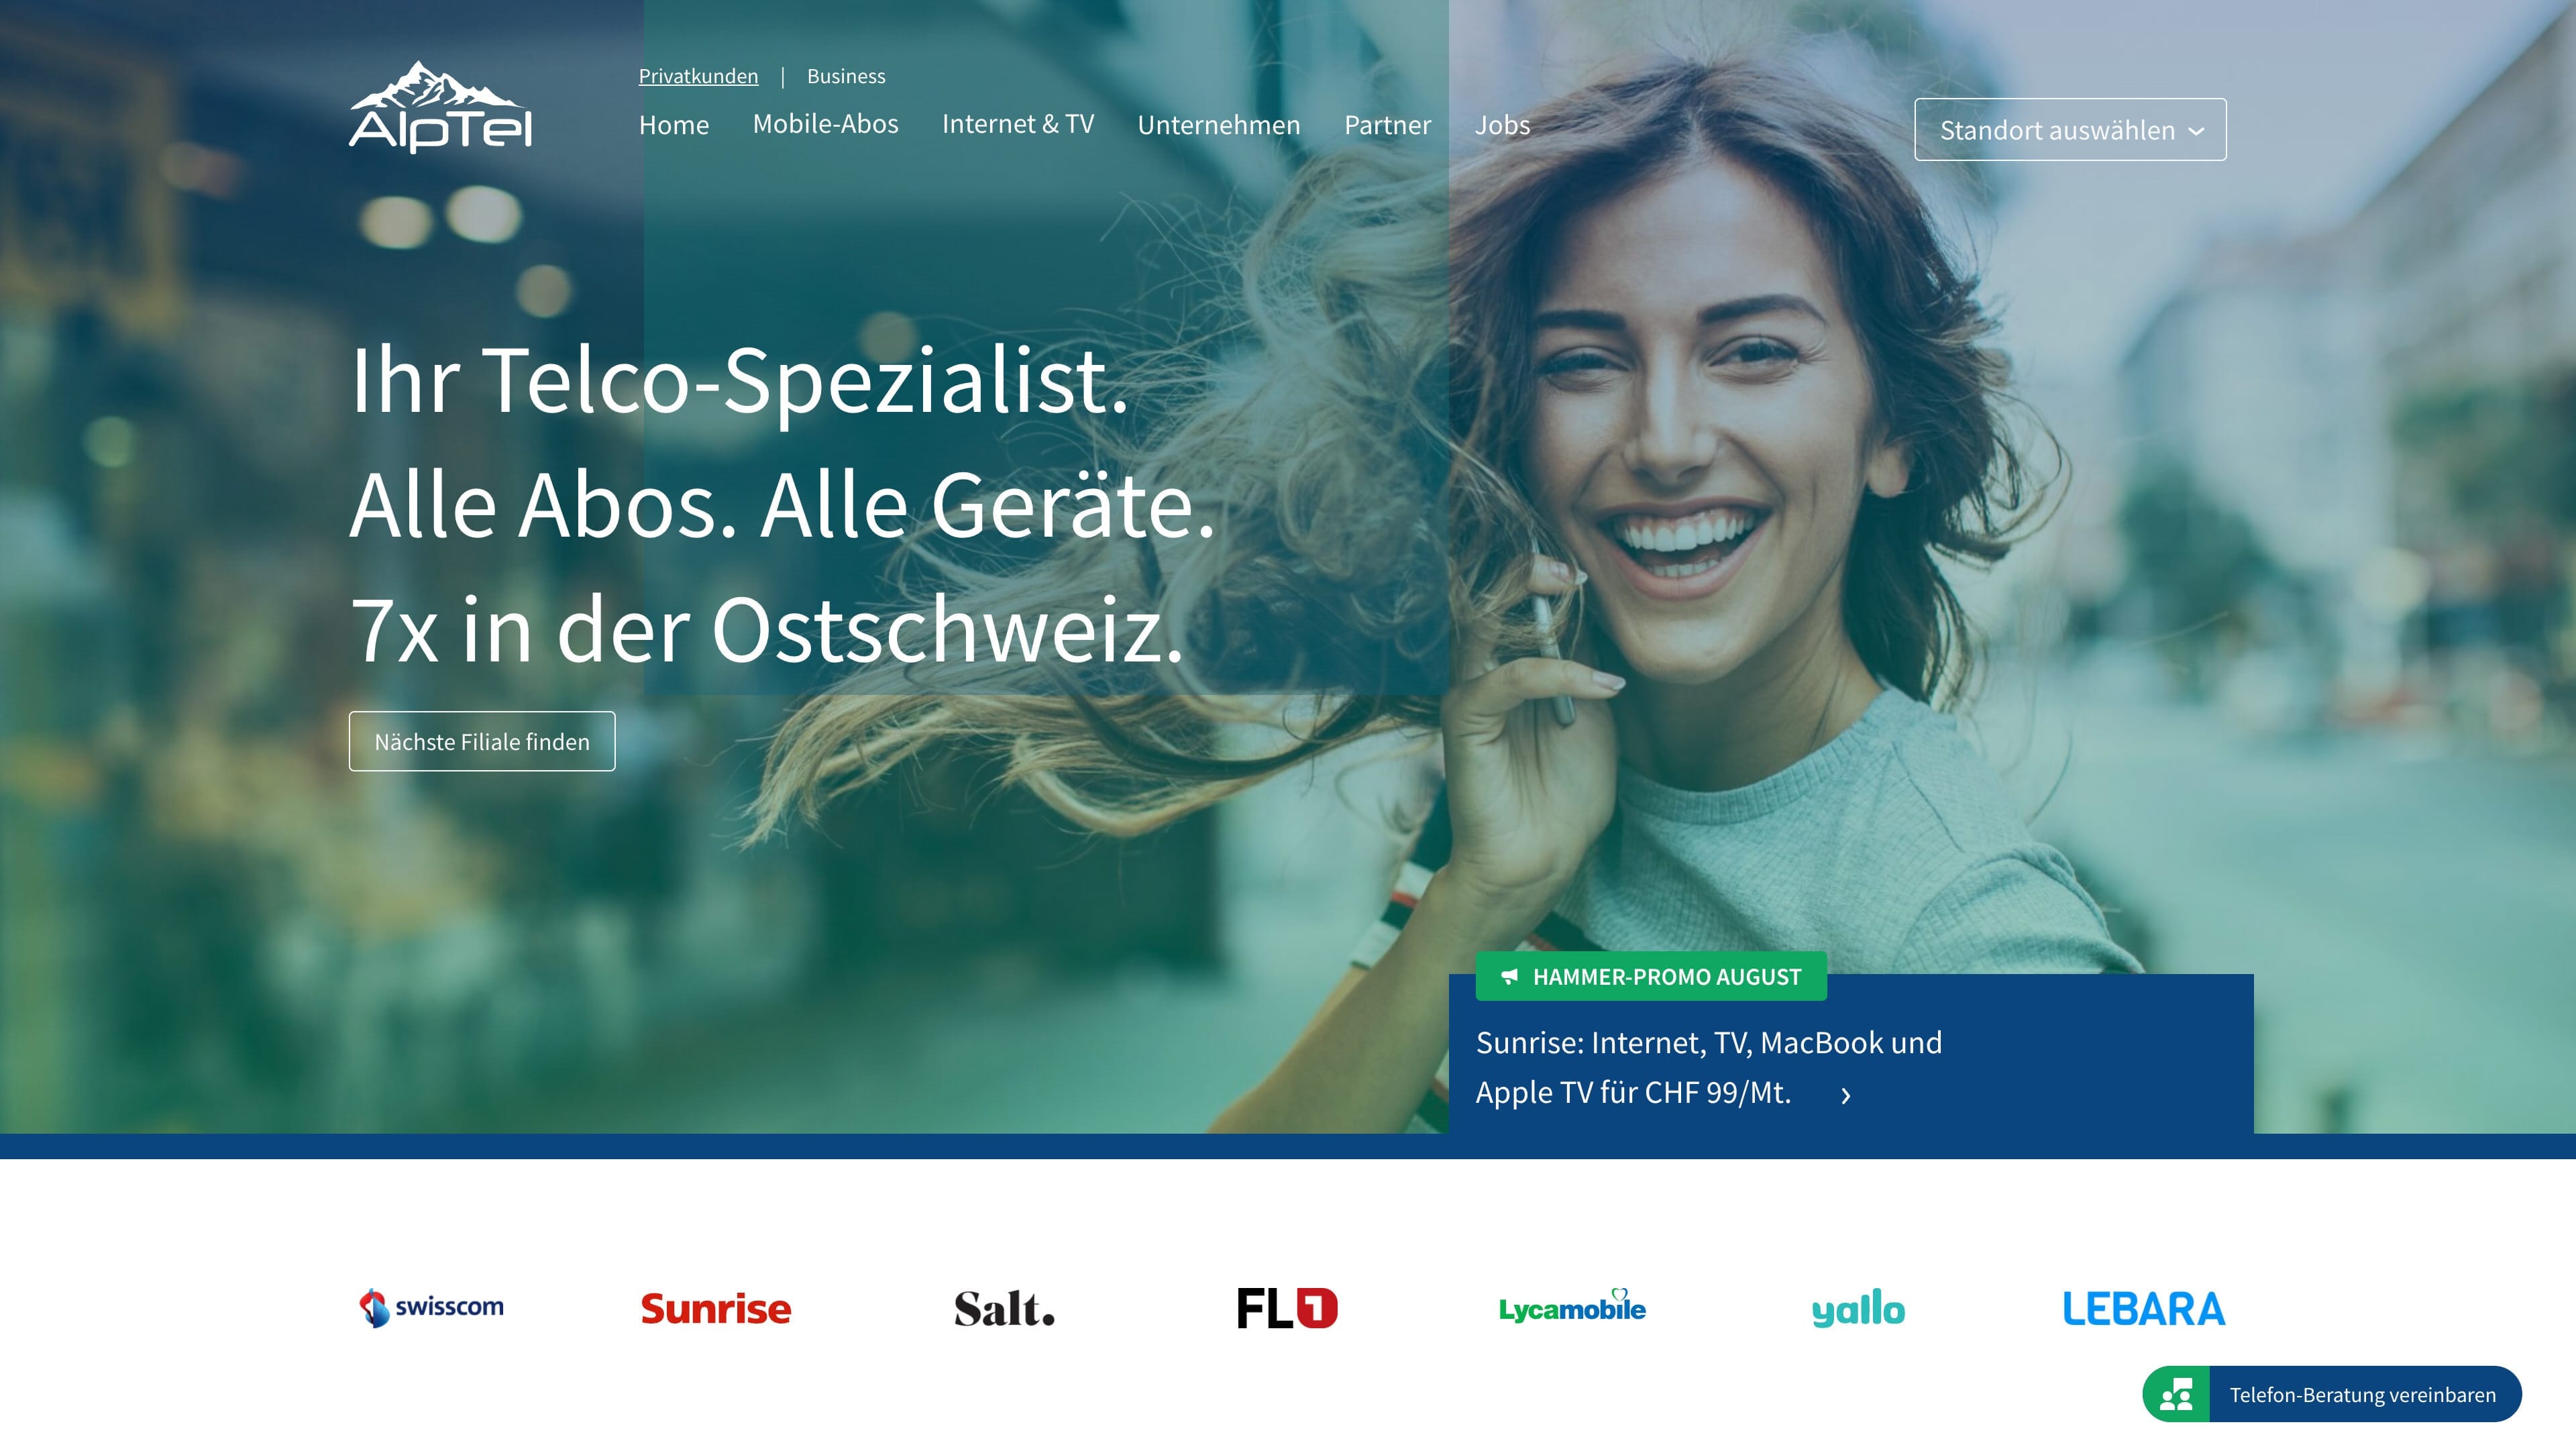 AlpTel
Privatkunden | Business
Home Mobile-Abos Internet & TV Unternehmen Partner Jobs
Standort auswählen
Ihr Telco-Spezialist.
Alle Abos. Alle Geräte.
7x in der Ostschweiz.
Nächste Filiale finden
HAMMER-PROMO AUGUST
Sunrise: Internet, TV, MacBook und
Apple TV für CHF 99/Mt.
swisscom Sunrise Salt. FL1 Lycamobile yallo LEBARA
Telefon-Beratung vereinbaren